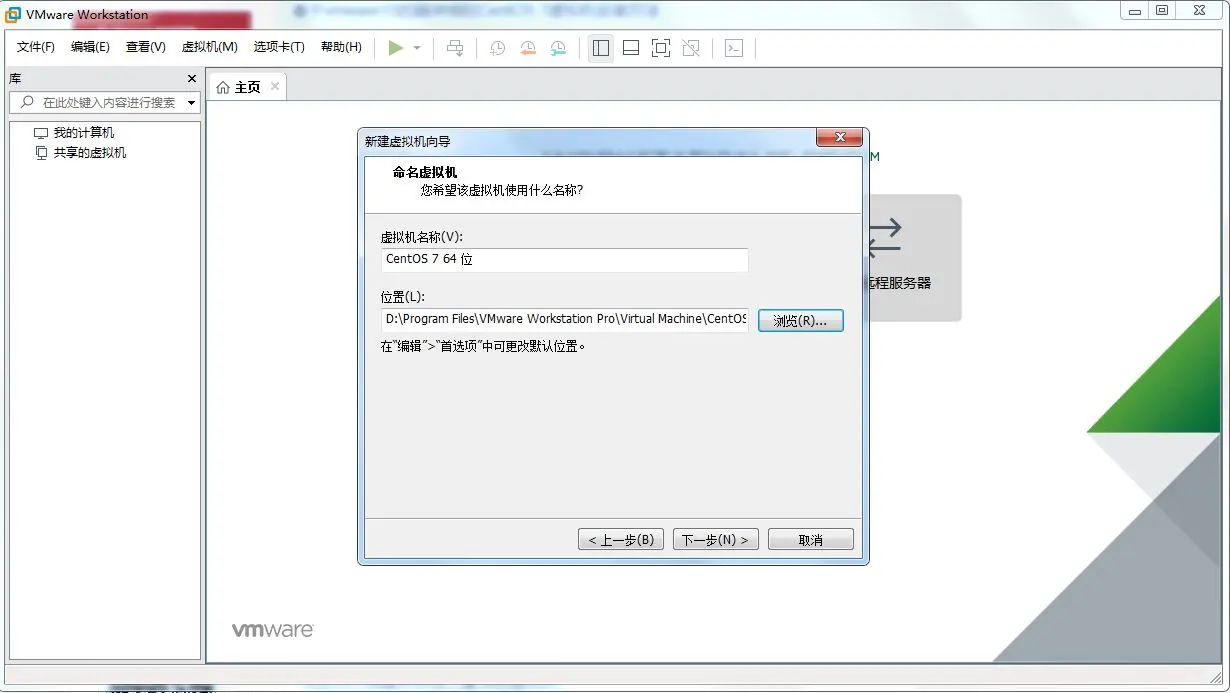 VMware Workstation
文件(F) 编辑(E) 查看(V) 虚拟机(M) 选项卡(T) 帮助(H)
库
主页
在此处键入内容进行搜索
我的计算机
共享的虚拟机
新建虚拟机向导
命名虚拟机
您希望该虚拟机使用什么名称?
虚拟机名称(V):
CentOS 7 64 位
位置(L):
D:\Program Files\VMware Workstation Pro\Virtual Machine\CentOS
浏览(R)...
在"编辑">"首选项"中可更改默认位置。
< 上一步(B) 下一步(N) > 取消
M
远程服务器
vmware